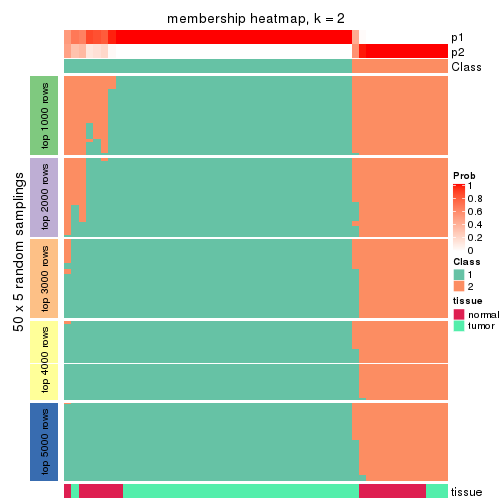 membership heatmap, k = 2
p1
p2
Class
50 x 5 random samplings
top 1000 rows
top 2000 rows
top 3000 rows
top 4000 rows
top 5000 rows
Prob
1
0.8
0.6
0.4
0.2
0
Class
1
2
tissue
normal
tumor
tissue